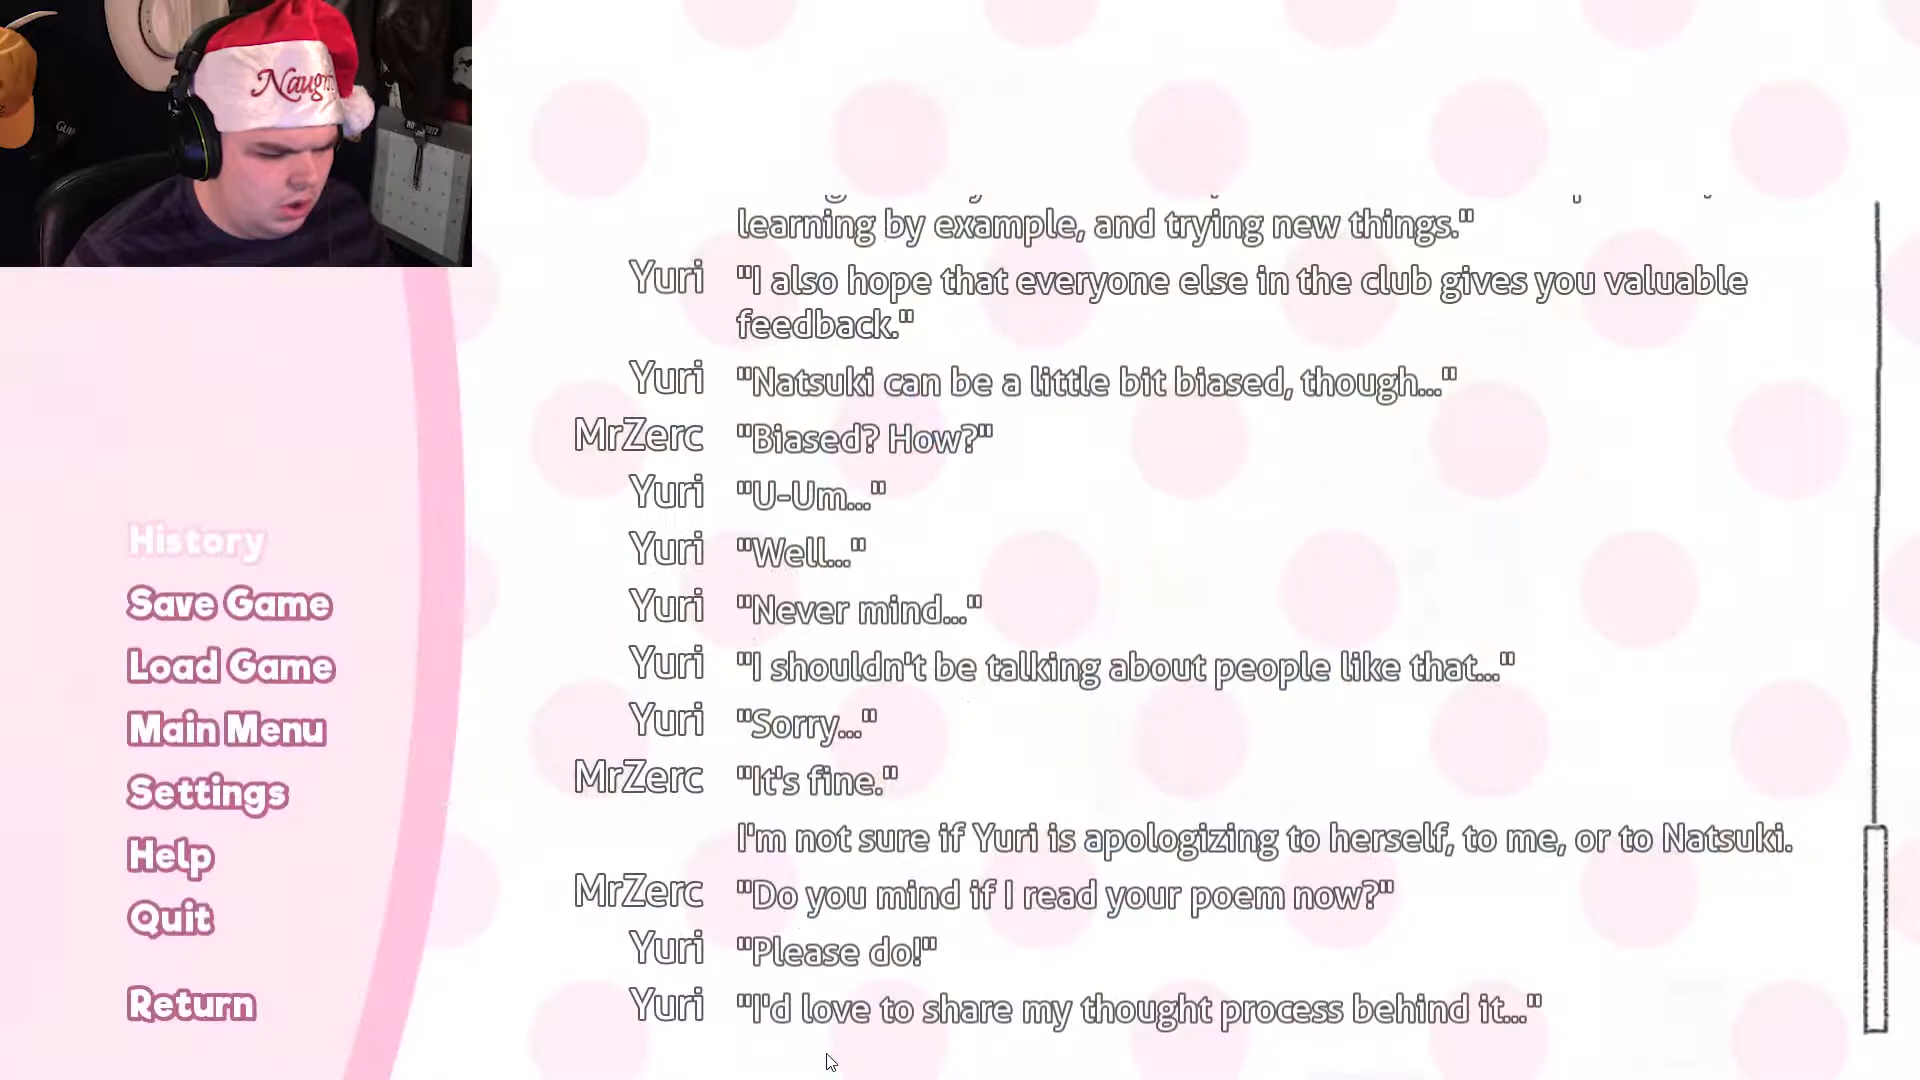 Naug
learning by example, and trying new things."
Yuri "I also hope that everyone else in the club gives you valuable
feedback."
Yuri "Natsuki can be a little bit biased, though..."
MrZerc "Biased? How?"
Yuri "U-Um..."
Yuri "Well..."
Yuri "Never mind..."
Yuri "I shouldn't be talking about people like that..."
Yuri "Sorry..."
MrZerc "It's fine."
I'm not sure if Yuri is apologizing to herself, to me, or to Natsuki.
MrZerc "Do you mind if I read your poem now?"
Yuri "Please do!"
Yuri "I'd love to share my thought process behind it..."
History
Save Game
Load Game
Main Menu
Settings
Help
Quit
Return